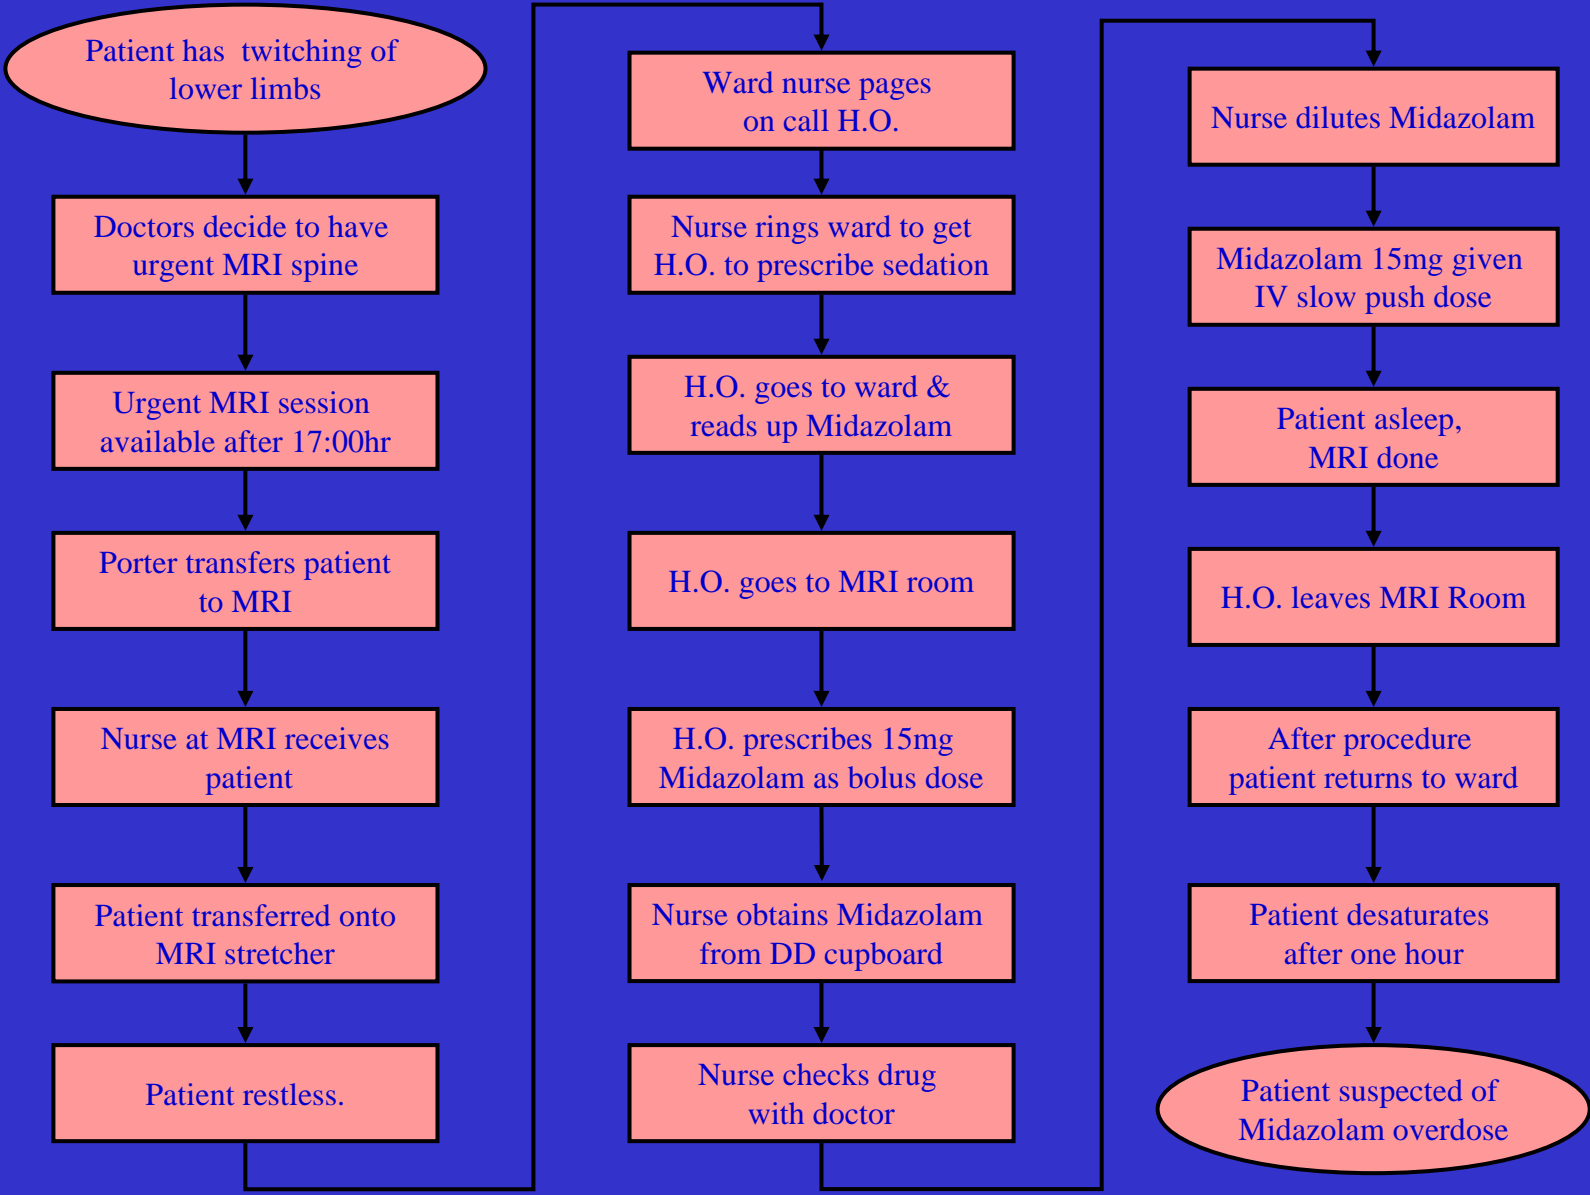 Patient has twitching of
lower limbs
Doctors decide to have
urgent MRI spine
Urgent MRI session
available after 17:00hr
Porter transfers patient
to MRI
Nurse at MRI receives
patient
Patient transferred onto
MRI stretcher
Patient restless.
Ward nurse pages
on call H.O.
Nurse rings ward to get
H.O. to prescribe sedation
H.O. goes to ward &
reads up Midazolam
H.O. goes to MRI room
H.O. prescribes 15mg
Midazolam as bolus dose
Nurse obtains Midazolam
from DD cupboard
Nurse checks drug
with doctor
Nurse dilutes Midazolam
Midazolam 15mg given
IV slow push dose
Patient asleep,
MRI done
H.O. leaves MRI Room
After procedure
patient returns to ward
Patient desaturates
after one hour
Patient suspected of
Midazolam overdose